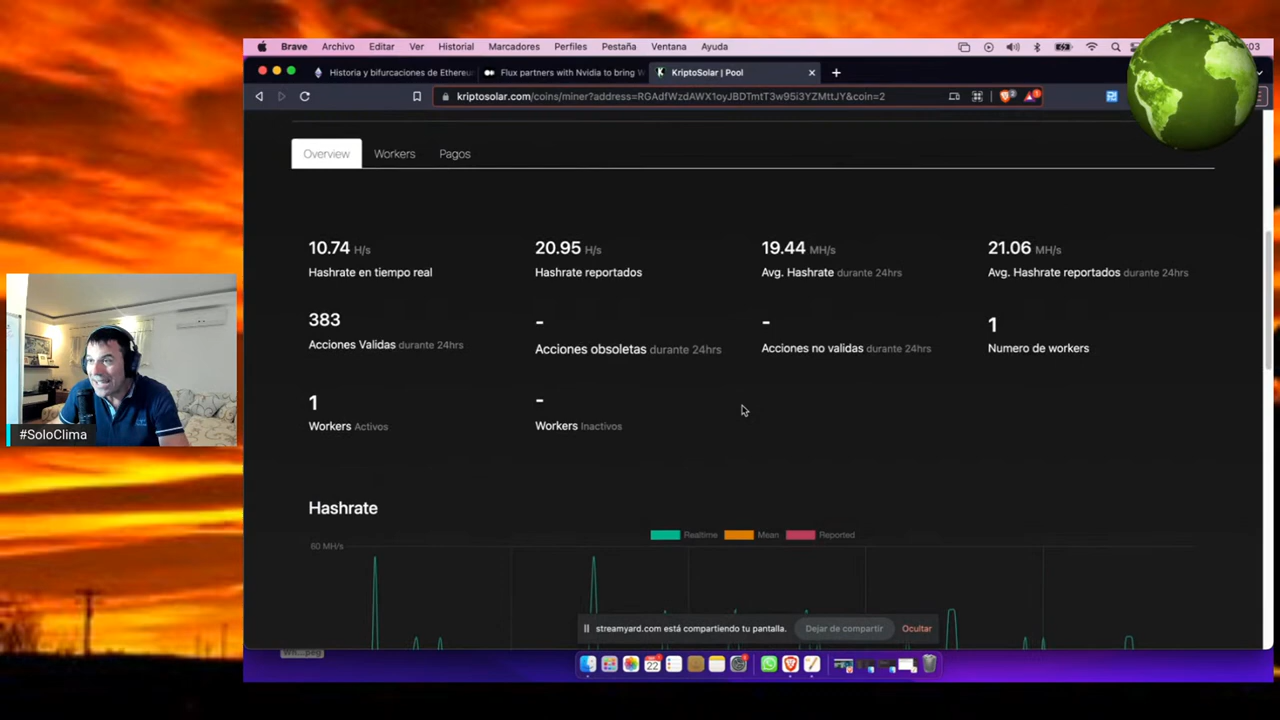 Brave Archivo Editar Ver Historial Marcadores Perfiles Pestaña Ventana Ayuda
:03
Historia y bifurcaciones de Ethereu
Flux partners with Nvidia to bring W
KriptoSolar | Pool
kriptosolar.com/coins/miner?address=RGAdfWzdAWX1oyJBDTmtT3w95i3YZMttJY&coin=2
Overview Workers Pagos
10.74 H/s
Hashrate en tiempo real
20.95 H/s
Hashrate reportados
19.44 MH/s
Avg. Hashrate durante 24hrs
21.06 MH/s
Avg. Hashrate reportados durante 24hrs
383
Acciones Validas durante 24hrs
-
Acciones obsoletas durante 24hrs
-
Acciones no validas durante 24hrs
1
Numero de workers
1
Workers Activos
-
Workers Inactivos
Hashrate
Realtime Mean Reported
60 MH/s
streamyard.com está compartiendo tu pantalla.
Dejar de compartir
Ocultar
22
#SoloClima